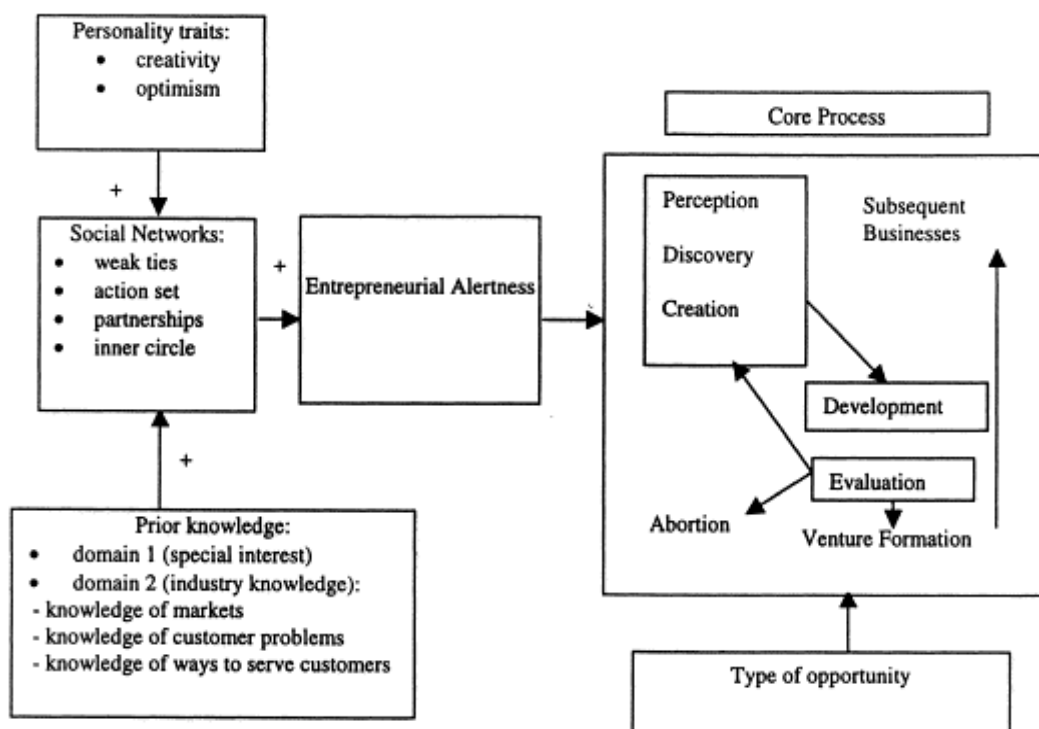 Personality traits:
• creativity
• optimism
+
Social Networks:
• weak ties
• action set
• partnerships
• inner circle
+
Entrepreneurial Alertness
+
Prior knowledge:
• domain 1 (special interest)
• domain 2 (industry knowledge):
- knowledge of markets
- knowledge of customer problems
- knowledge of ways to serve customers
Core Process
Perception
Discovery
Creation
Subsequent
Businesses
Development
Evaluation
Abortion
Venture Formation
Type of opportunity